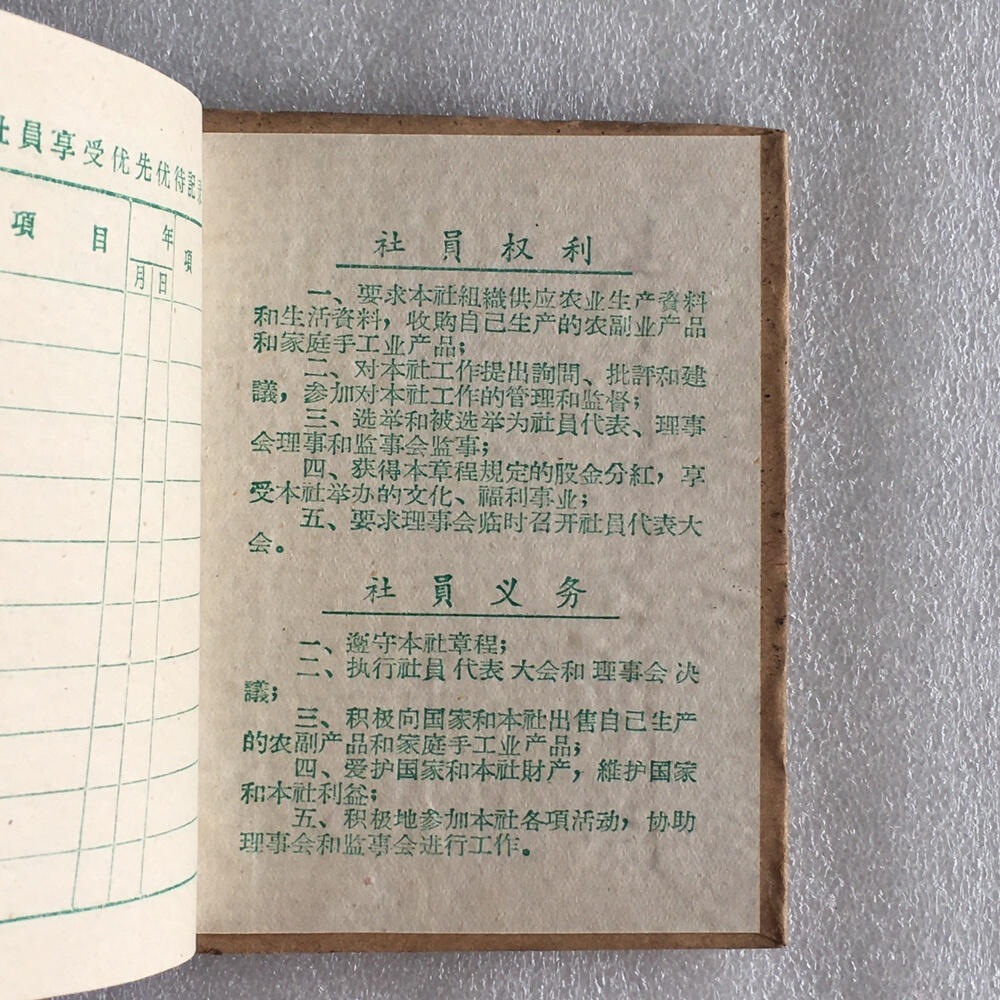 社員享受优先优待記录
項 目
年
項
月
日
社員权利
一、要求本社組織供应农业生产資料
和生活資料，收購自己生产的农副业产品
和家庭手工业产品；
二、对本社工作提出詢問、批評和建
議，参加对本社工作的管理和监督；
三、选举和被选举为社員代表、理事
会理事和监事会监事；
四、获得本章程規定的股金分紅，享
受本社举办的文化、福利事业；
五、要求理事会临时召开社員代表大
会。
社員义务
一、遵守本社章程；
二、执行社員代表大会和理事会决
議；
三、积极向国家和本社出售自己生产
的农副产品和家庭手工业产品；
四、爱护国家和本社財产，維护国家
和本社利益；
五、积极地参加本社各項活动，协助
理事会和监事会进行工作。